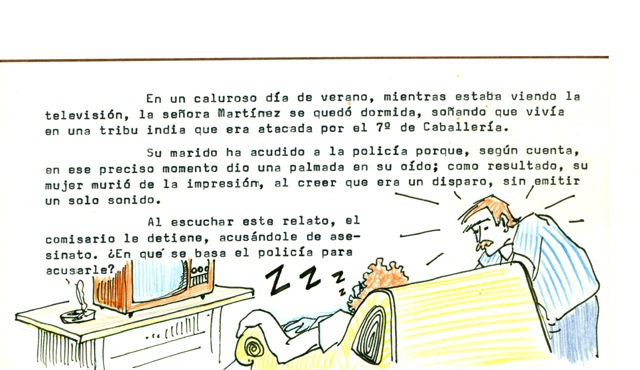 En un caluroso día de verano, mientras estaba viendo la
televisión, la señora Martínez se quedó dormida, soñando que vivía
en una tribu india que era atacada por el 7º de Caballería.
Su marido ha acudido a la policía porque, según cuenta,
en ese preciso momento dio una palmada en su oído; como resultado, su
mujer murió de la impresión, al creer que era un disparo, sin emitir
un solo sonido.
Al escuchar este relato, el
comisario le detiene, acusándole de ase-
sinato. ¿En qué se basa el policía para
acusarle?
ZZZzz